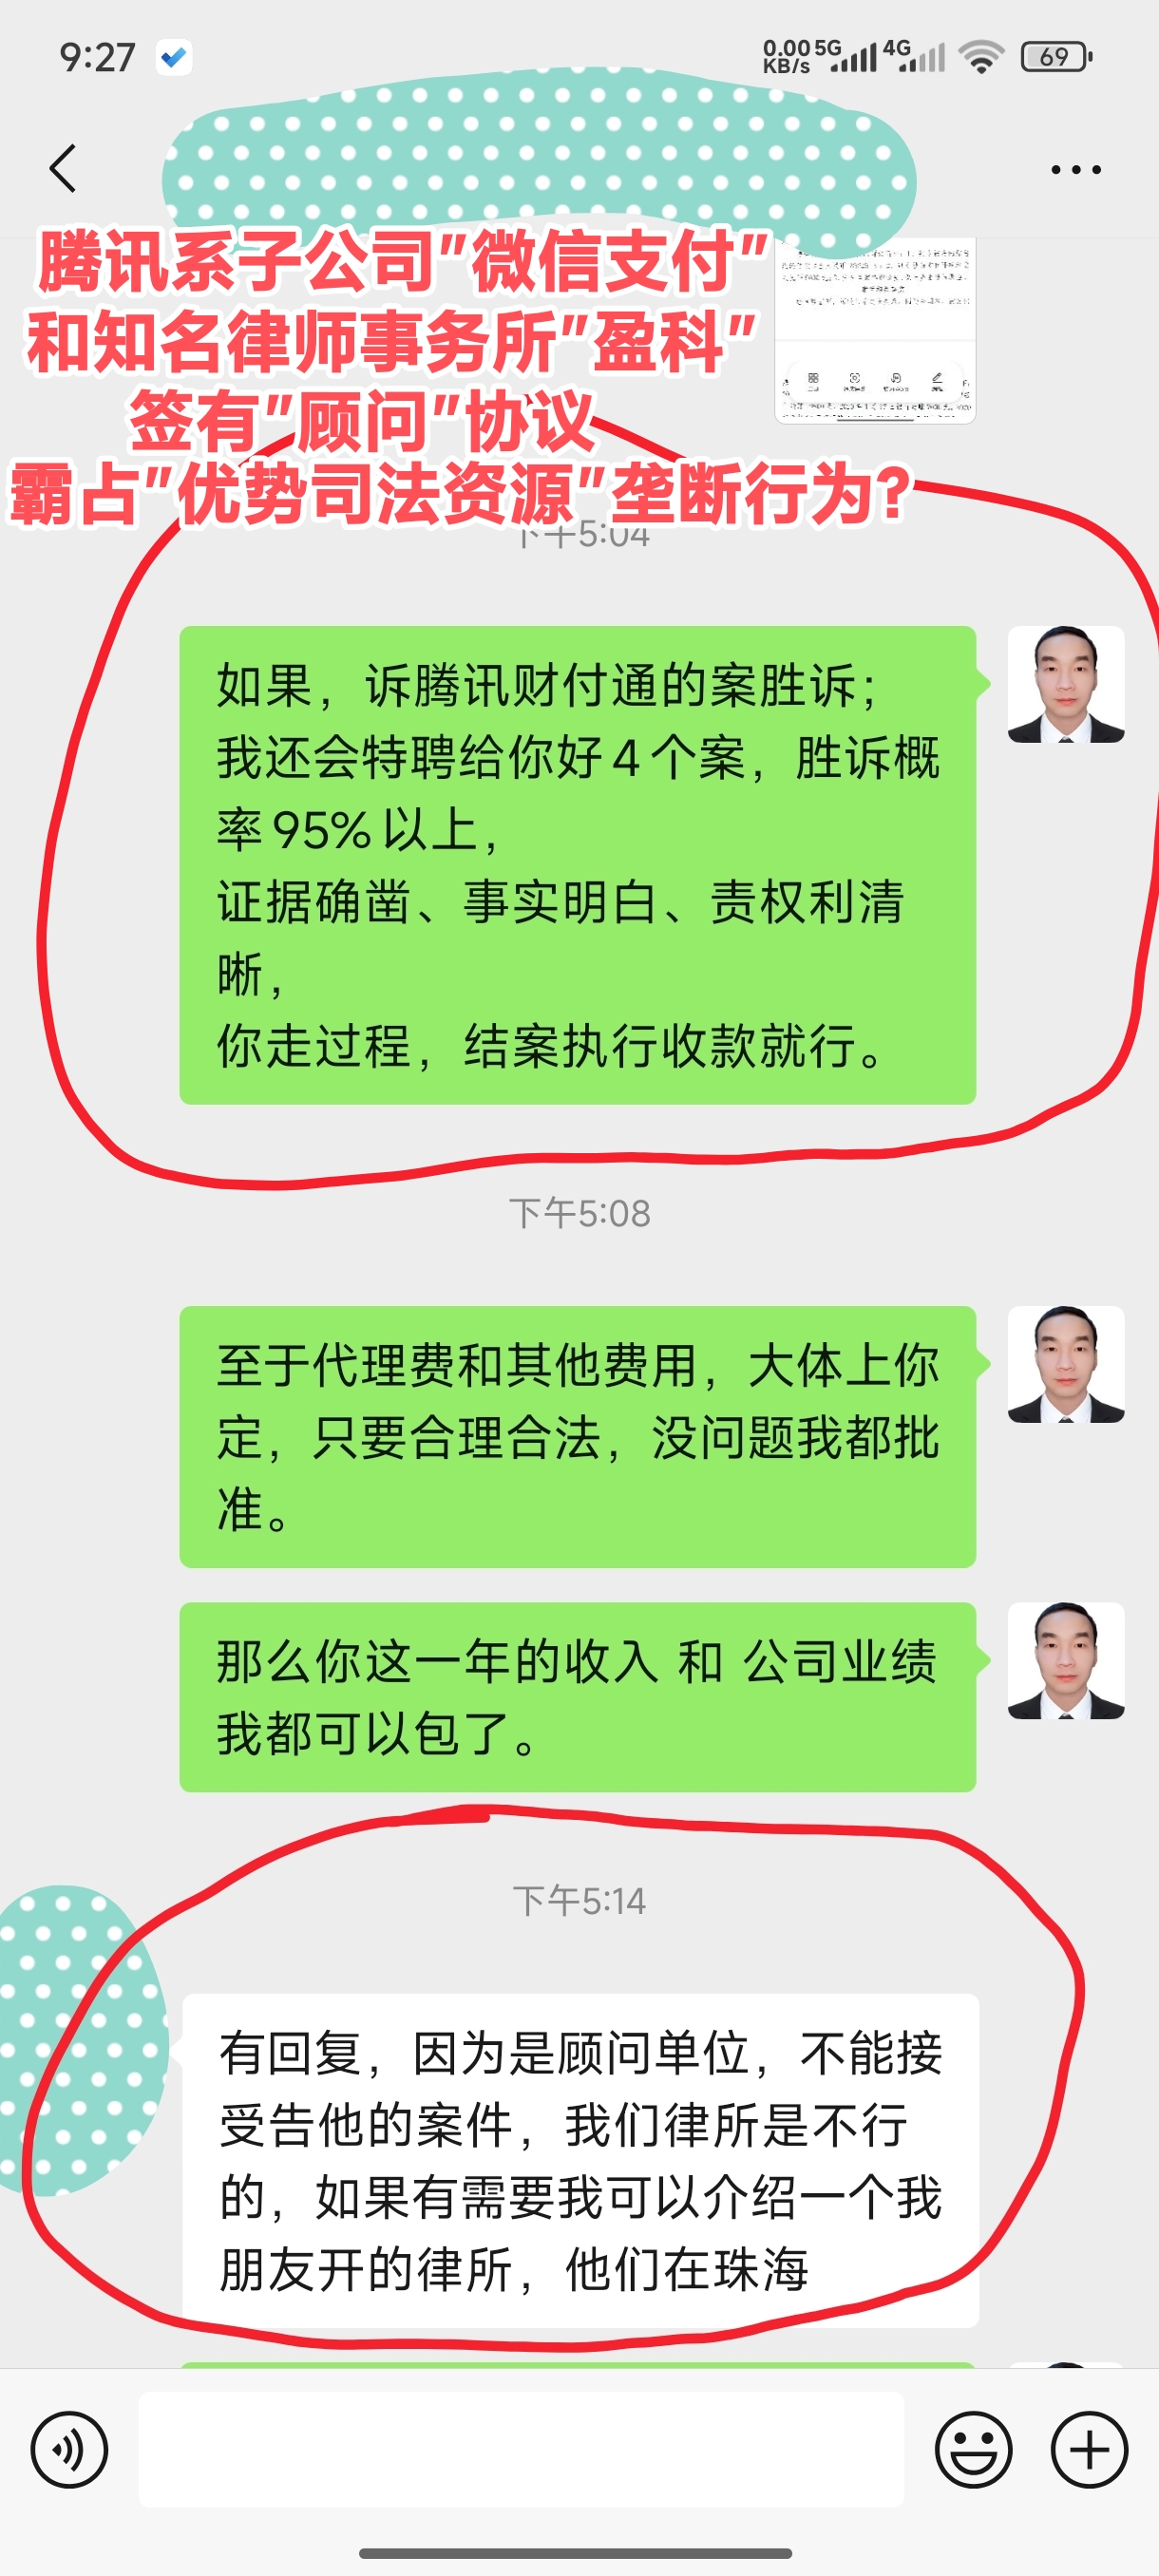 9:27
0.00 KB/s 5G 4G 69
腾讯系子公司"微信支付"
和知名律师事务所"盈科"
签有"顾问"协议
霸占"优势司法资源"垄断行为?
下午5:04
如果，诉腾讯财付通的案胜诉；
我还会特聘给你好4个案，胜诉概
率95%以上，
证据确凿、事实明白、责权利清
晰，
你走过程，结案执行收款就行。
下午5:08
至于代理费和其他费用，大体上你
定，只要合理合法，没问题我都批
准。
那么你这一年的收入 和 公司业绩
我都可以包了。
下午5:14
有回复，因为是顾问单位，不能接
受告他的案件，我们律所是不行
的，如果有需要我可以介绍一个我
朋友开的律所，他们在珠海